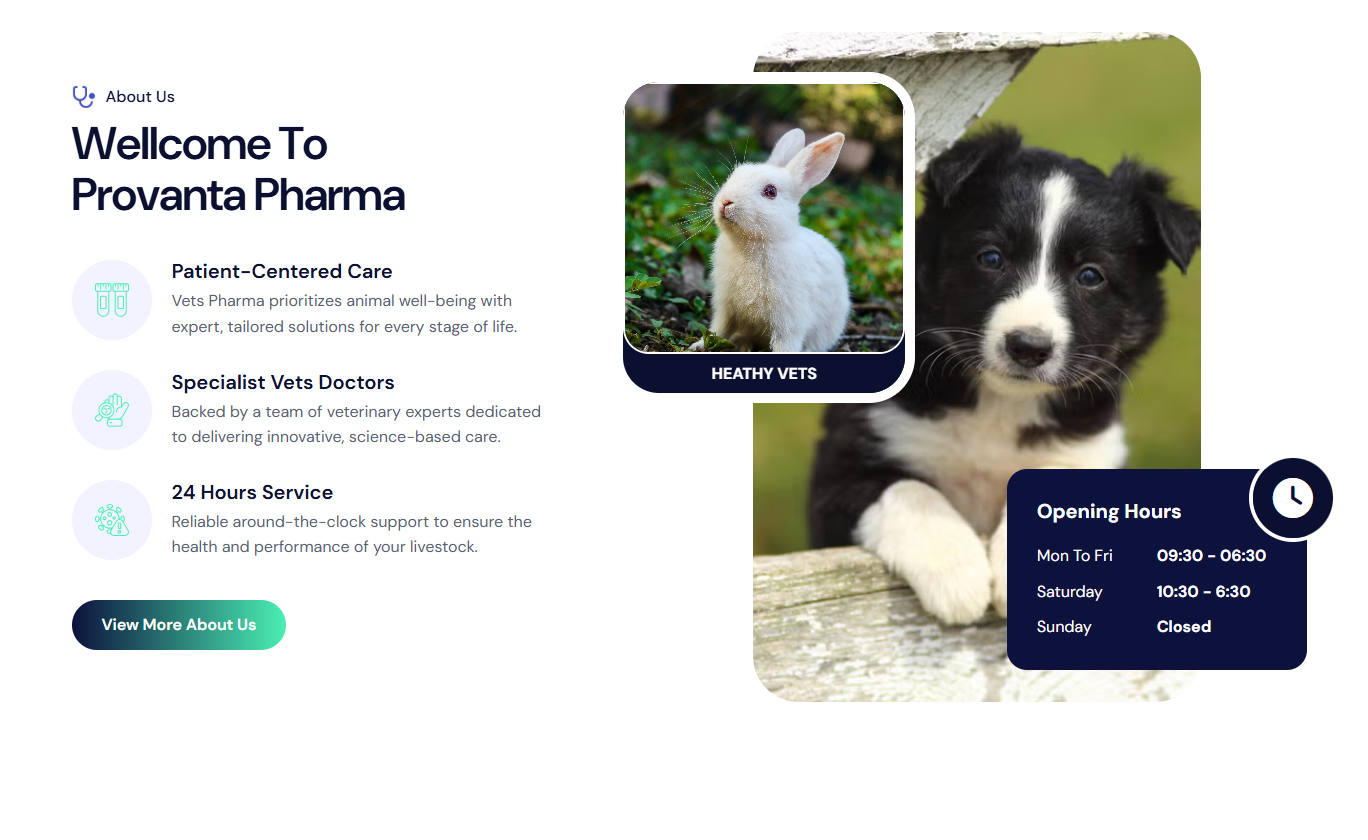 About Us
Wellcome To
Provanta Pharma
Patient-Centered Care
Vets Pharma prioritizes animal well-being with
expert, tailored solutions for every stage of life.
Specialist Vets Doctors
Backed by a team of veterinary experts dedicated
to delivering innovative, science-based care.
24 Hours Service
Reliable around-the-clock support to ensure the
health and performance of your livestock.
View More About Us
HEATHY VETS
Opening Hours
Mon To Fri 09:30 - 06:30
Saturday 10:30 - 6:30
Sunday Closed